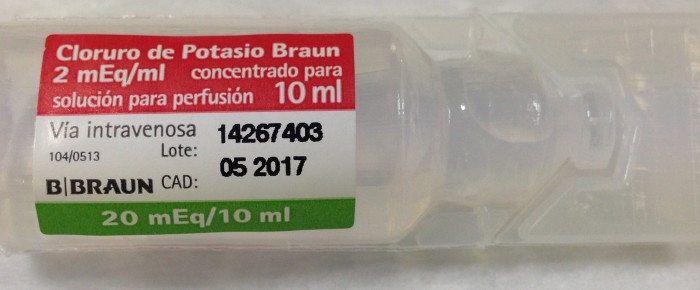 Cloruro de Potasio Braun
2 mEq/ml concentrado para
solución para perfusión 10 ml
Vía intravenosa 14267403
104/0513 Lote:
05 2017
B|BRAUN CAD:
20 mEq/10 ml